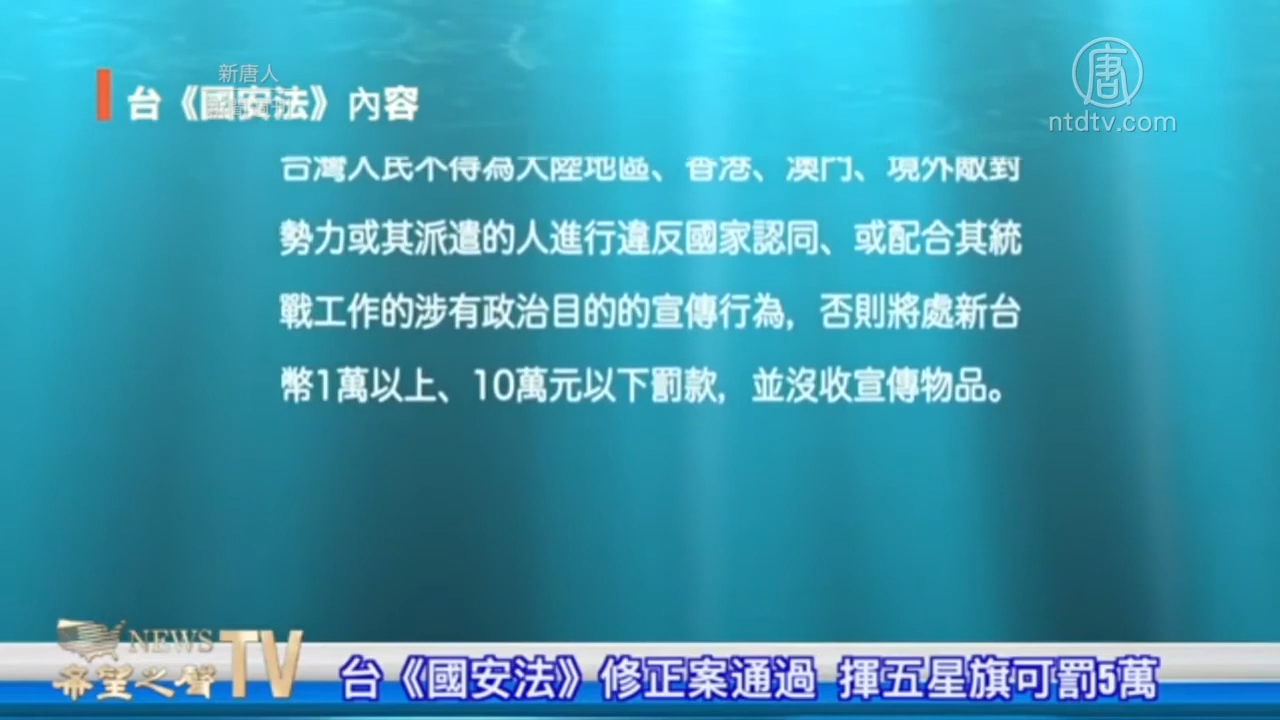 新唐人
唐
ntdtv.com
台《國安法》內容
台灣人民不得為大陸地區、香港、澳門、境外敵對
勢力或其派遣的人進行違反國家認同、或配合其統
戰工作的涉有政治目的的宣傳行為，否則將處新台
幣1萬以上、10萬元以下罰款，並沒收宣傳物品。
NEWS
希望之聲
TV
台《國安法》修正案通過 揮五星旗可罰5萬